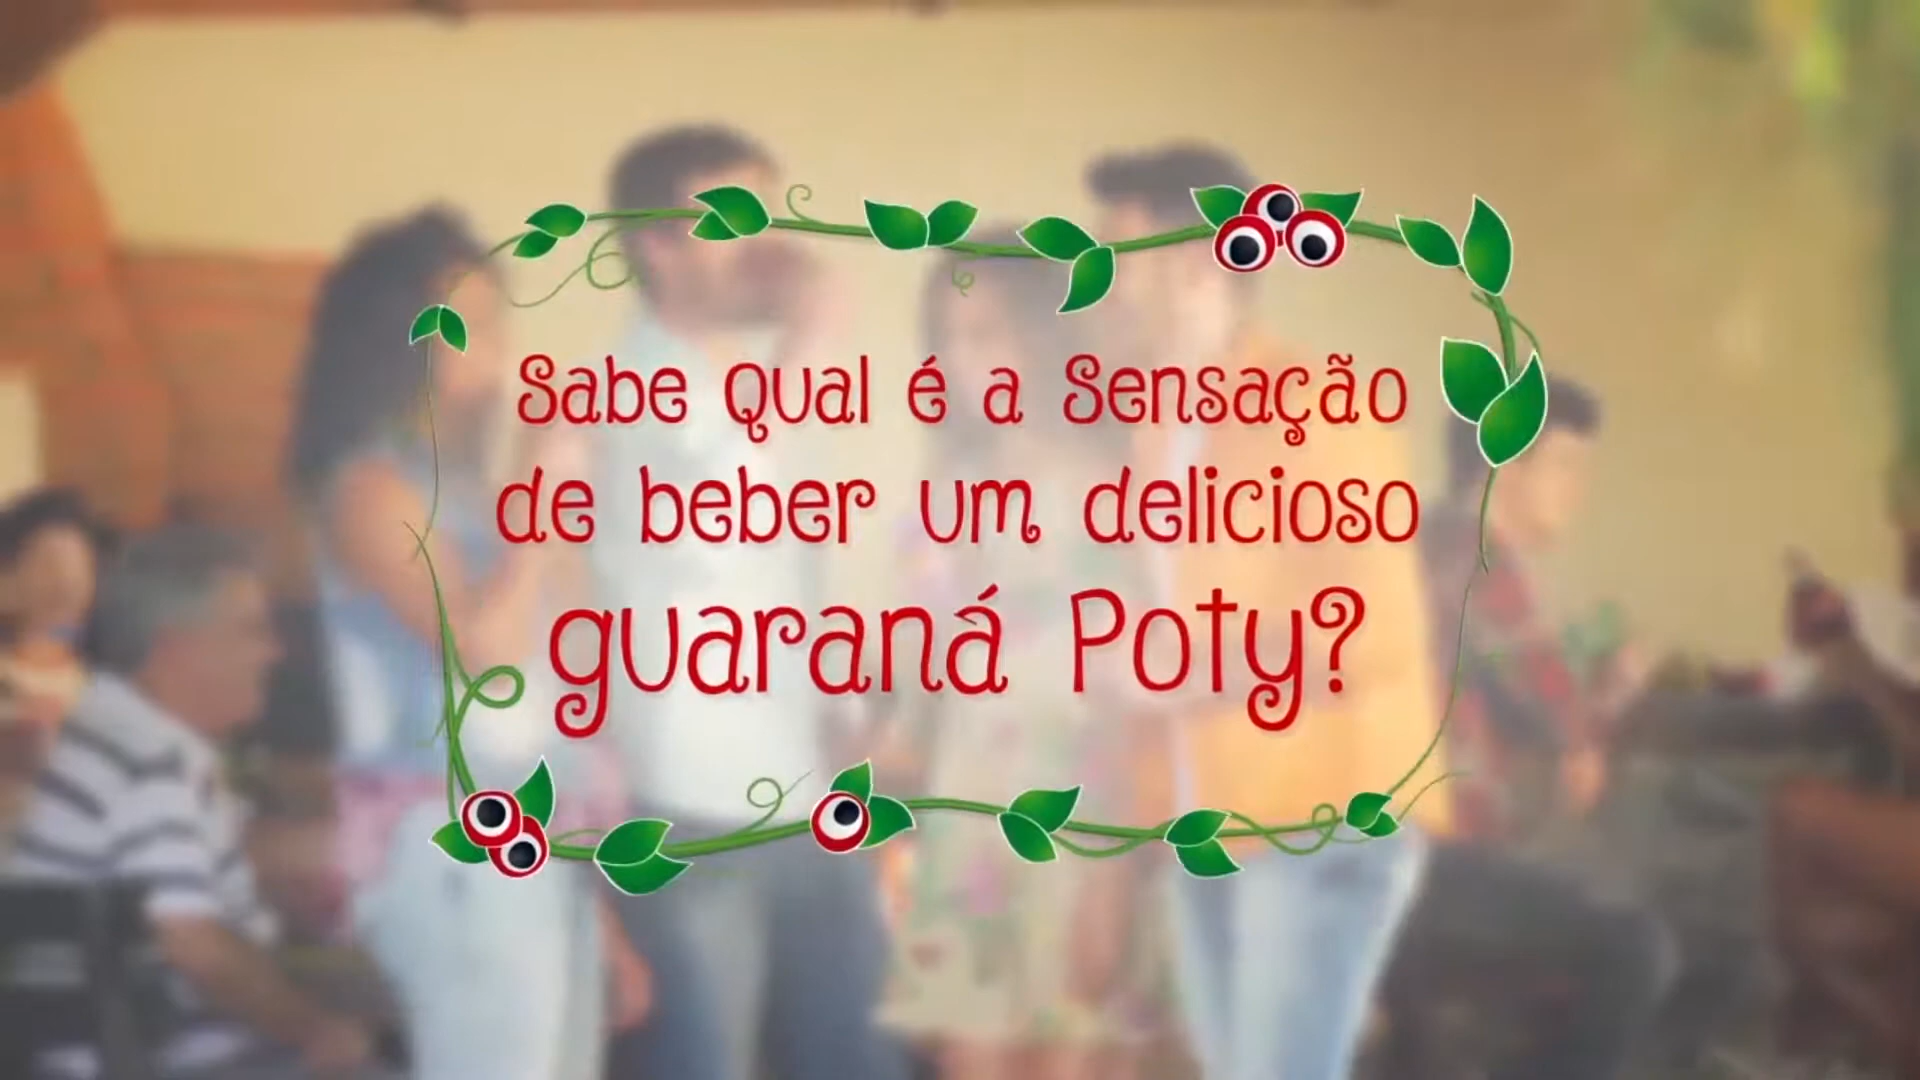 Sabe Qual é a Sensação
de beber um delicioso
guaraná Poty?